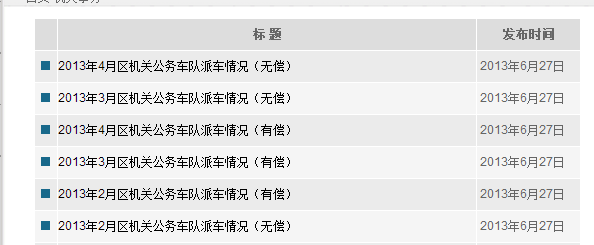 标 题 发布时间
2013年4月区机关公务车队派车情况（无偿） 2013年6月27日
2013年3月区机关公务车队派车情况（无偿） 2013年6月27日
2013年4月区机关公务车队派车情况（有偿） 2013年6月27日
2013年3月区机关公务车队派车情况（有偿） 2013年6月27日
2013年2月区机关公务车队派车情况（有偿） 2013年6月27日
2013年2月区机关公务车队派车情况（无偿） 2013年6月27日